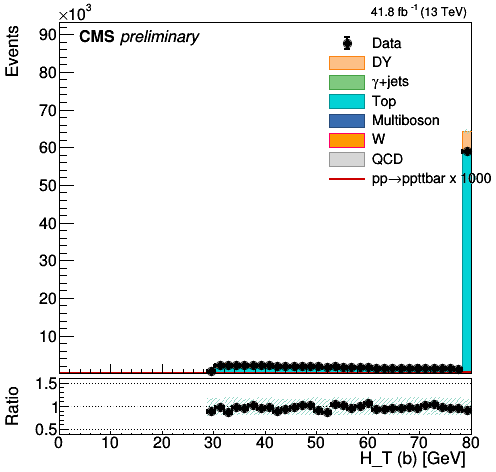 ×10³
41.8 fb⁻¹ (13 TeV)
CMS preliminary
Events
90
80
70
60
50
40
30
20
10
Data
DY
γ+jets
Top
Multiboson
W
QCD
pp→ppttbar x 1000
Ratio
1.5
1
0.5
0 10 20 30 40 50 60 70 80
H_T (b) [GeV]